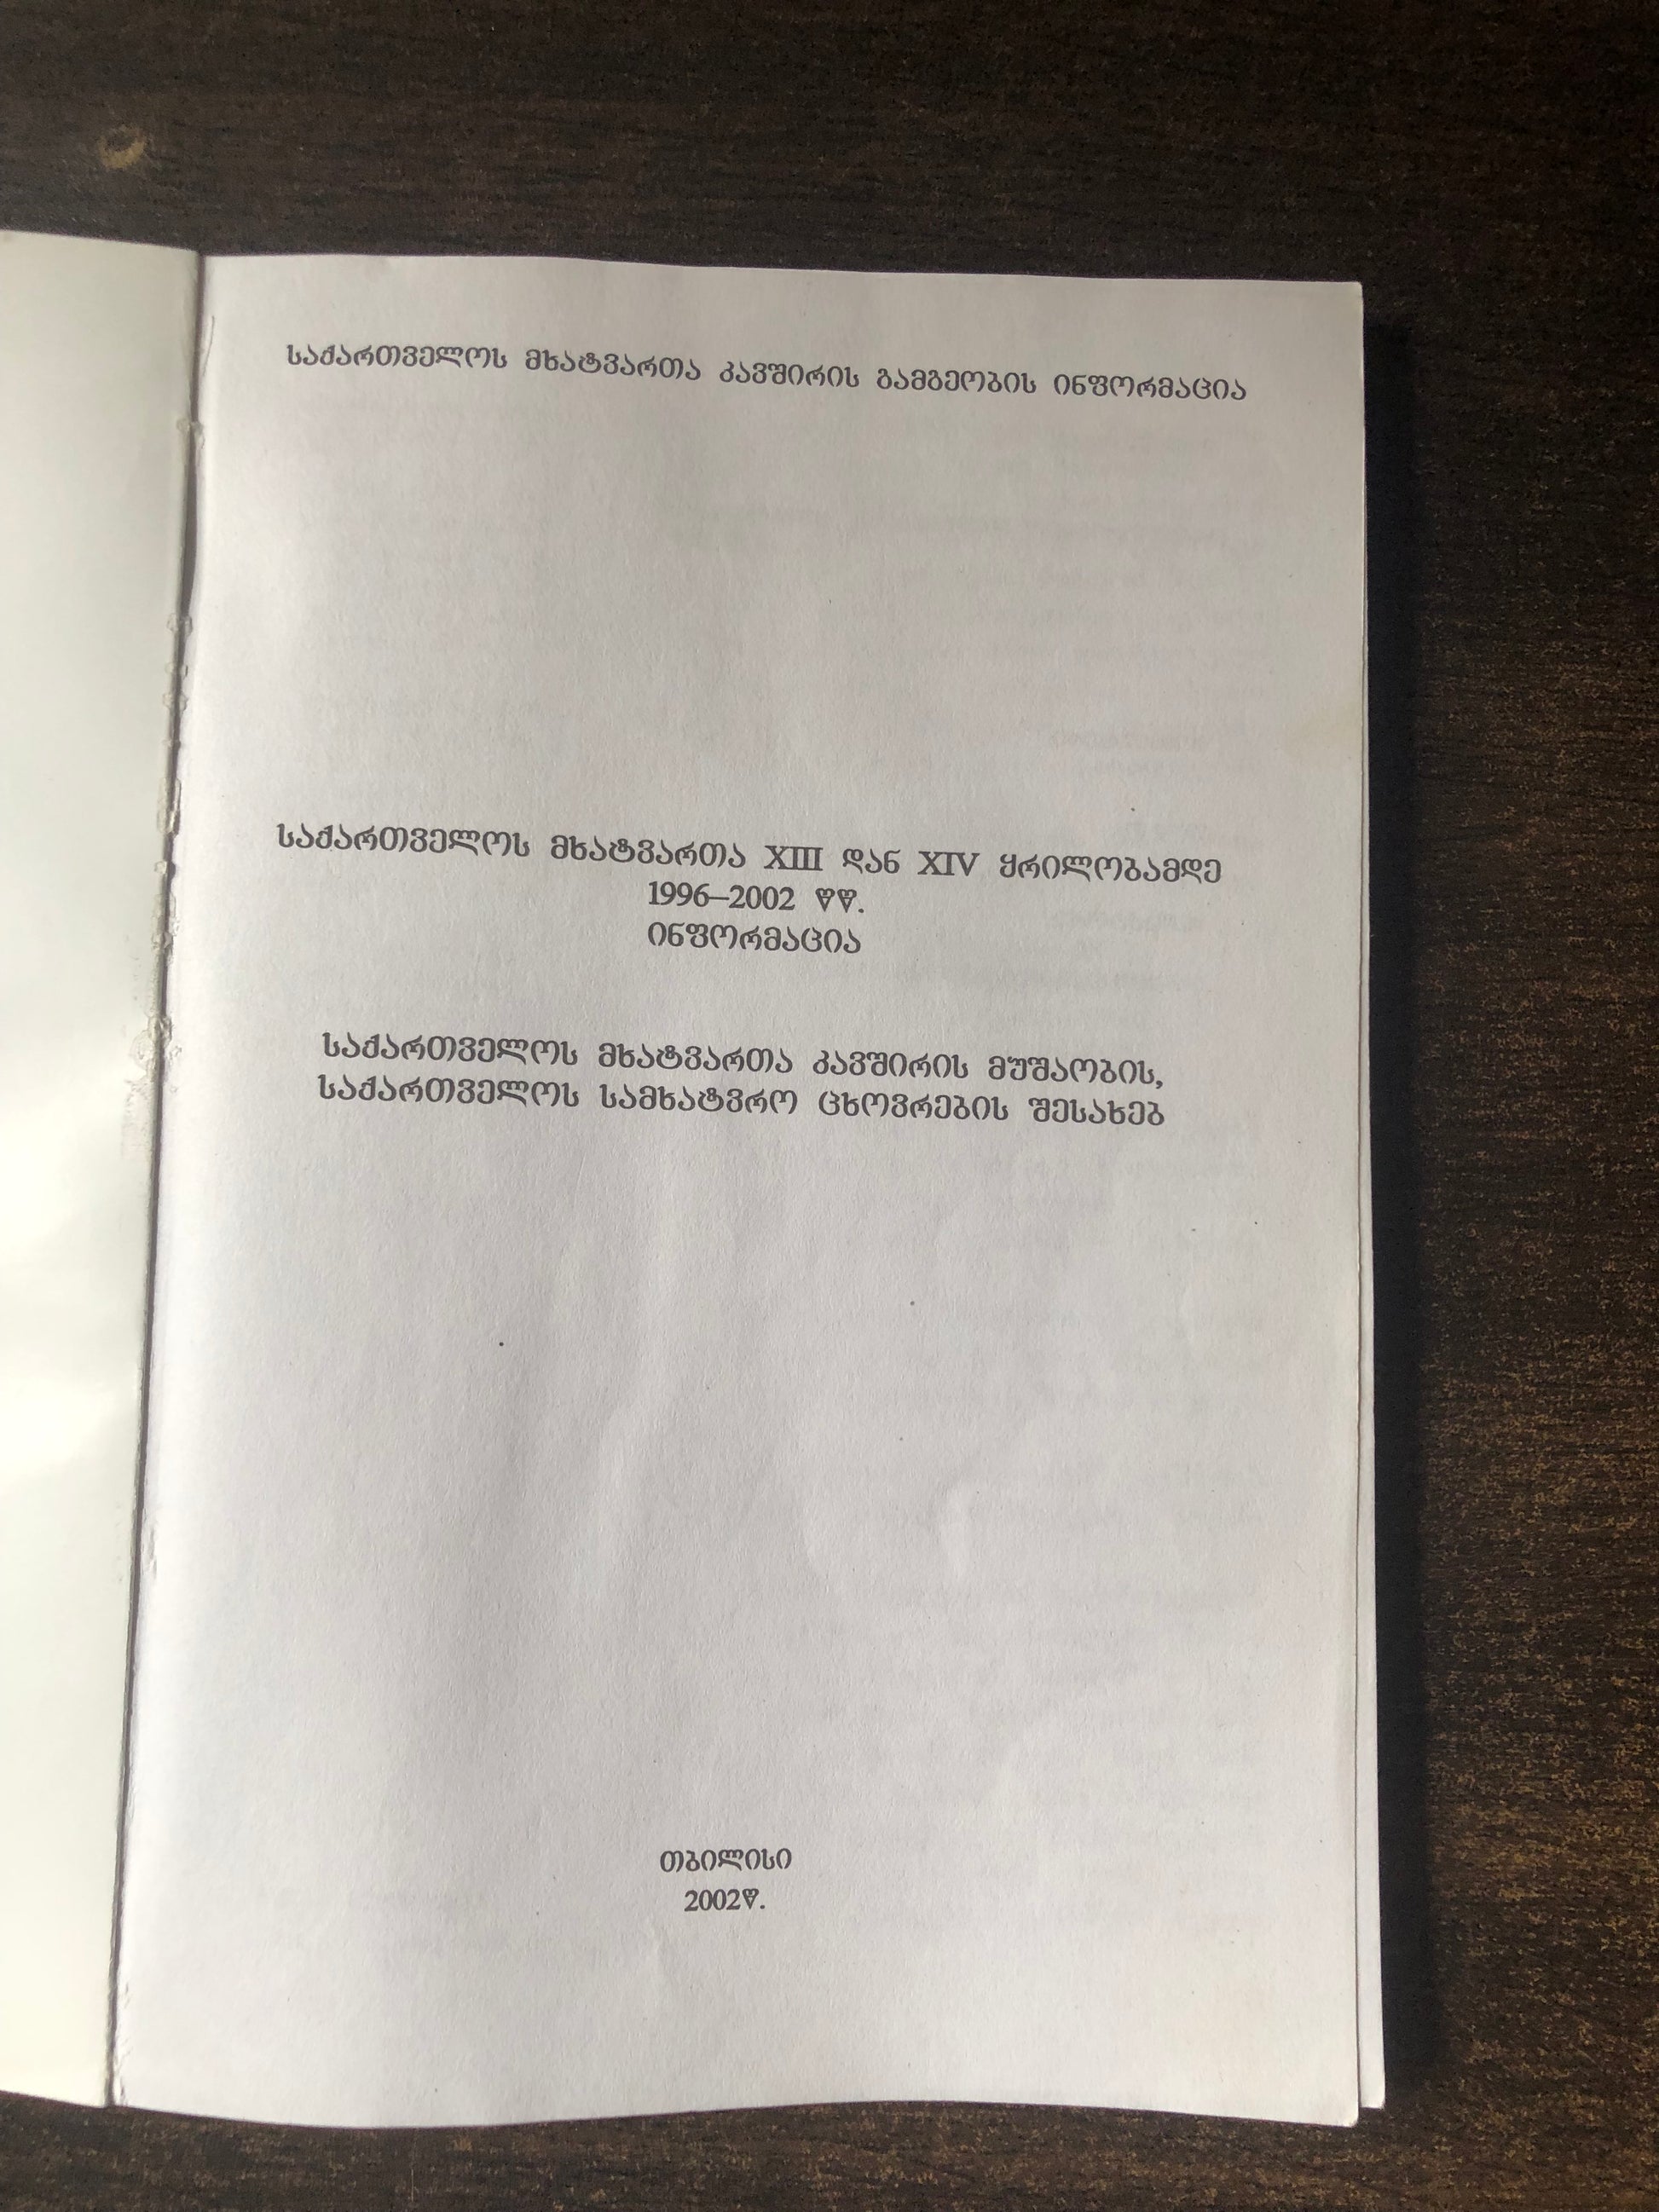 საქართველოს მხატვართა კავშირის გამგეობის ინფორმაცია
საქართველოს მხატვართა XIII დან XIV ყრილობამდე
1996–2002 წწ.
ინფორმაცია
საქართველოს მხატვართა კავშირის მუშაობის,
საქართველოს სამხატვრო ცხოვრების შესახებ
თბილისი
2002წ.